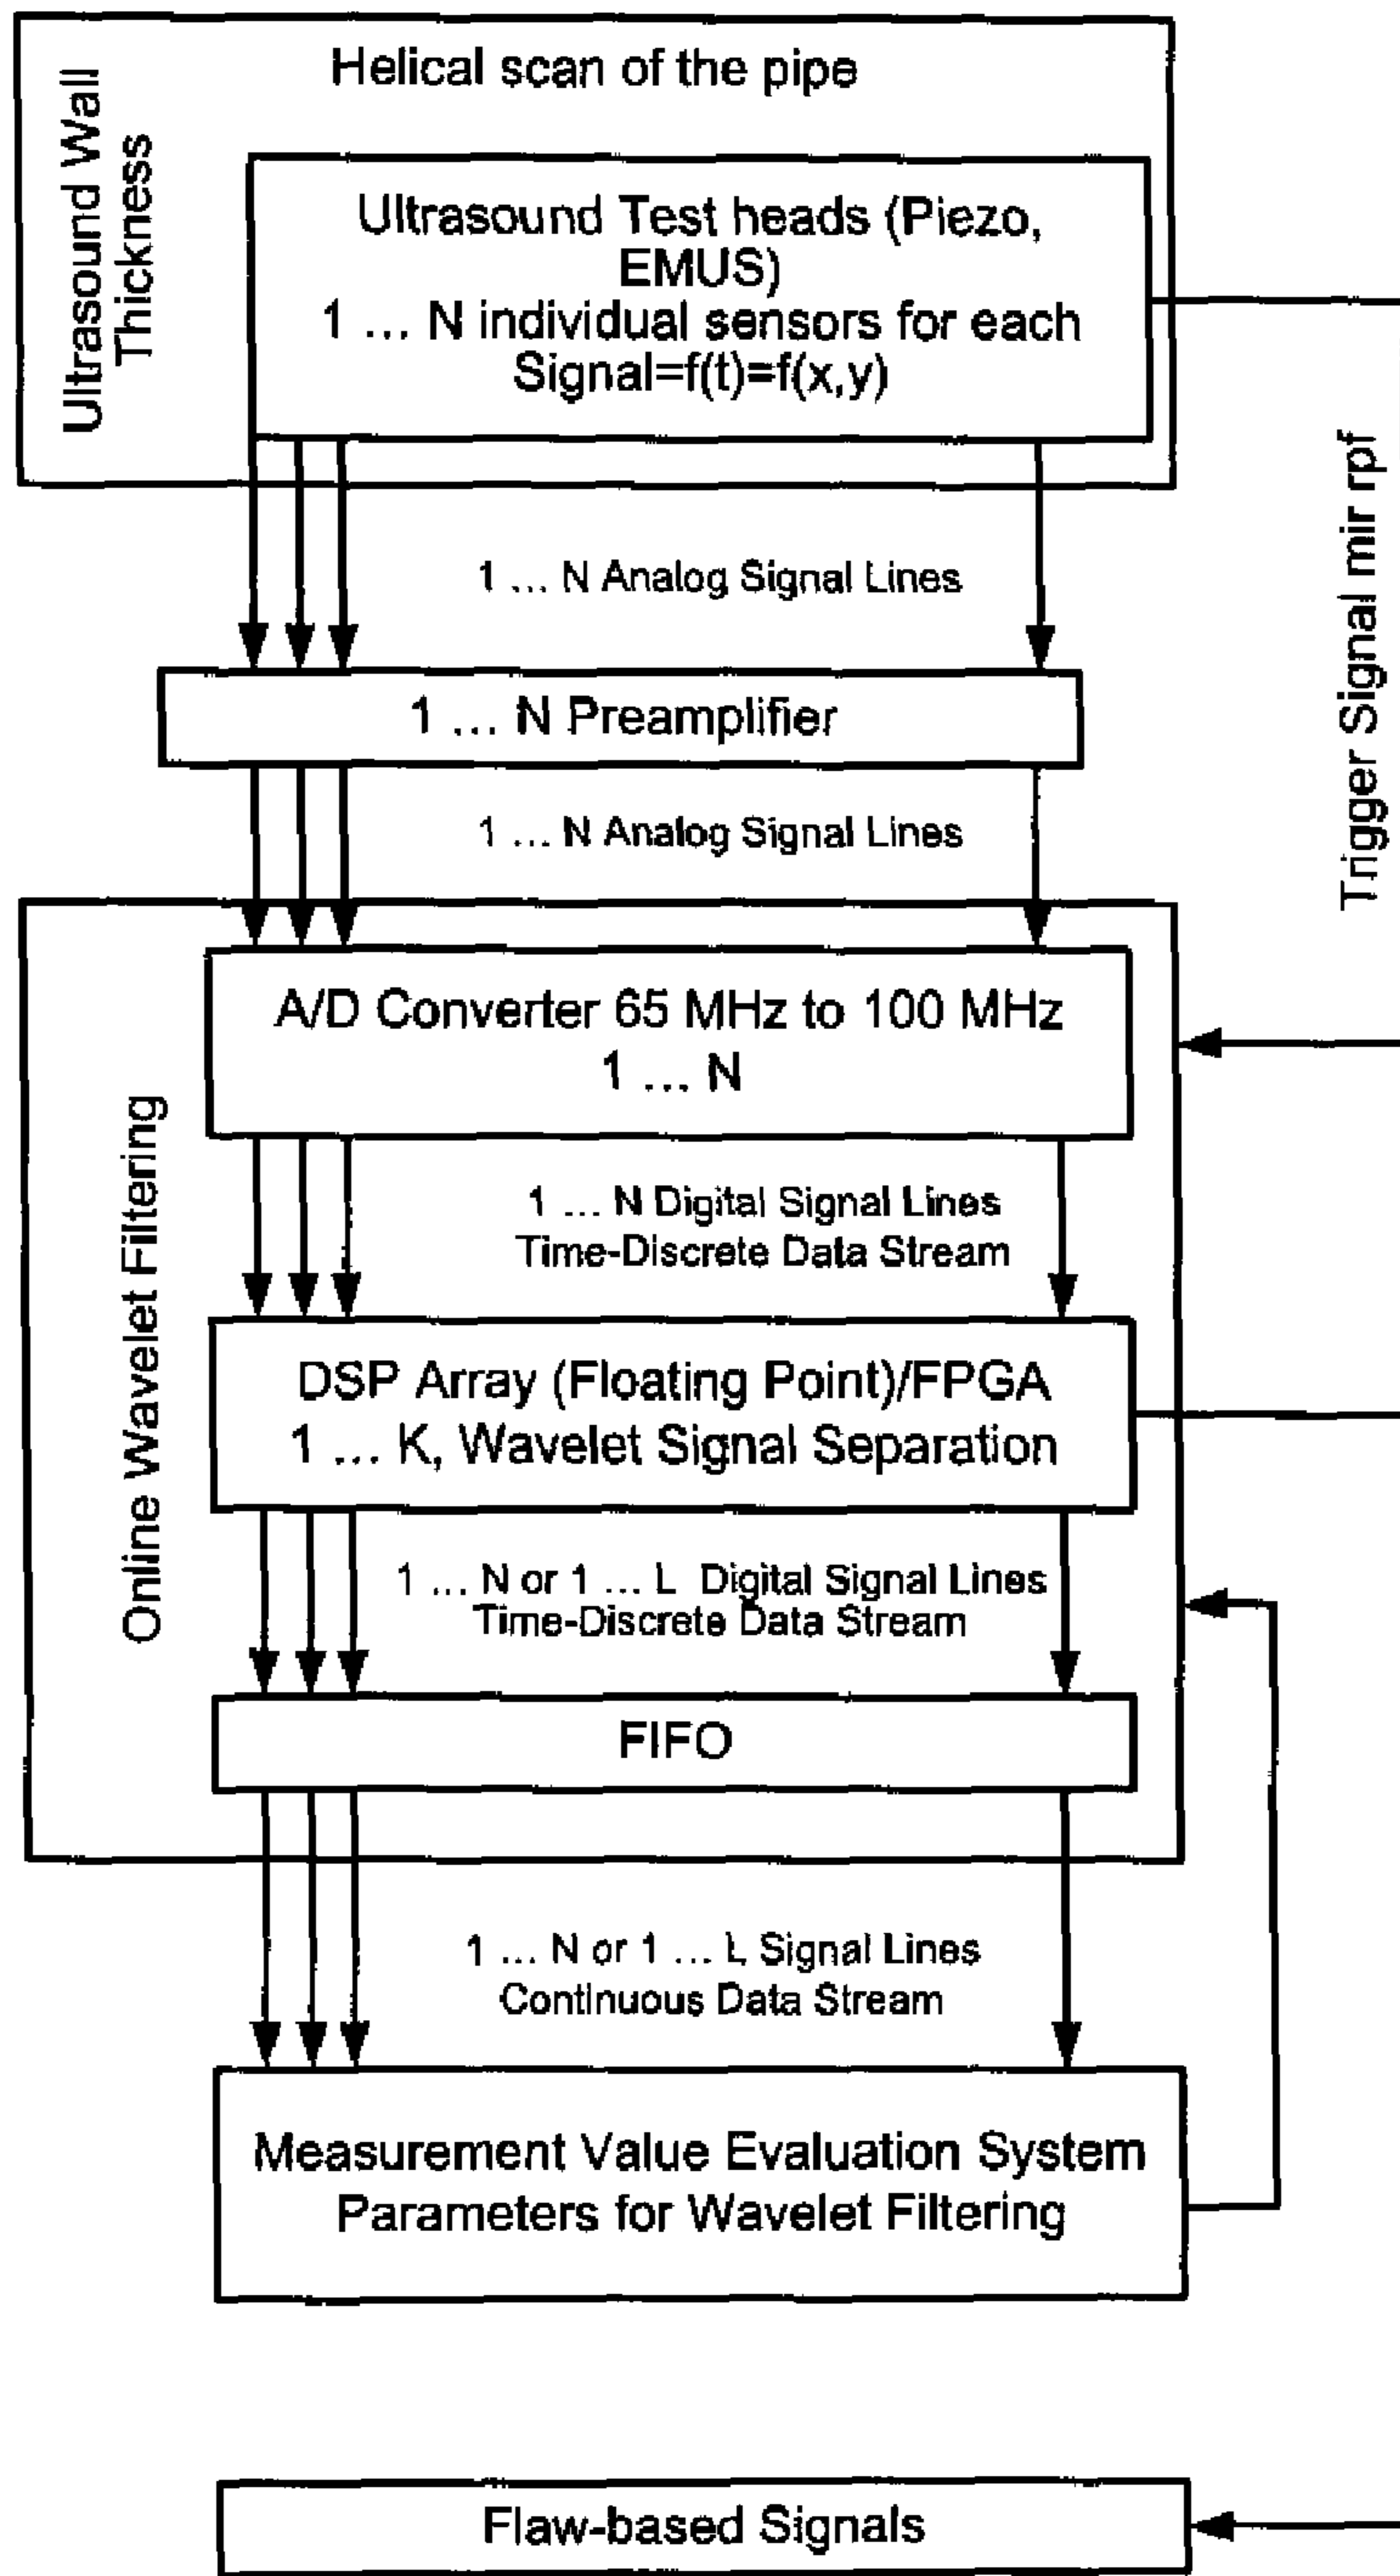 Helical scan of the pipe
Ultrasound Wall
Thickness
Ultrasound Test heads (Piezo,
EMUS)
1 ... N individual sensors for each
Signal=f(t)=f(x,y)
1 ... N Analog Signal Lines
Trigger Signal mir rpf
1 ... N Preamplifier
1 ... N Analog Signal Lines
Online Wavelet Filtering
A/D Converter 65 MHz to 100 MHz
1 ... N
1 ... N Digital Signal Lines
Time-Discrete Data Stream
DSP Array (Floating Point)/FPGA
1 ... K, Wavelet Signal Separation
1 ... N or 1 ... L Digital Signal Lines
Time-Discrete Data Stream
FIFO
1 ... N or 1 ... L Signal Lines
Continuous Data Stream
Measurement Value Evaluation System
Parameters for Wavelet Filtering
Flaw-based Signals